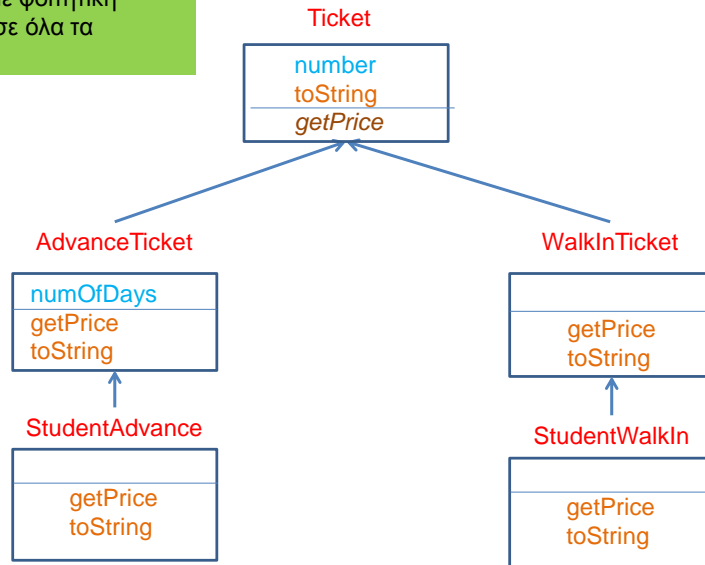 φοιτητική
σε όλα τα
Ticket
number
toString
getPrice
AdvanceTicket
numOfDays
getPrice
toString
WalkInTicket
getPrice
toString
StudentAdvance
getPrice
toString
StudentWalkIn
getPrice
toString